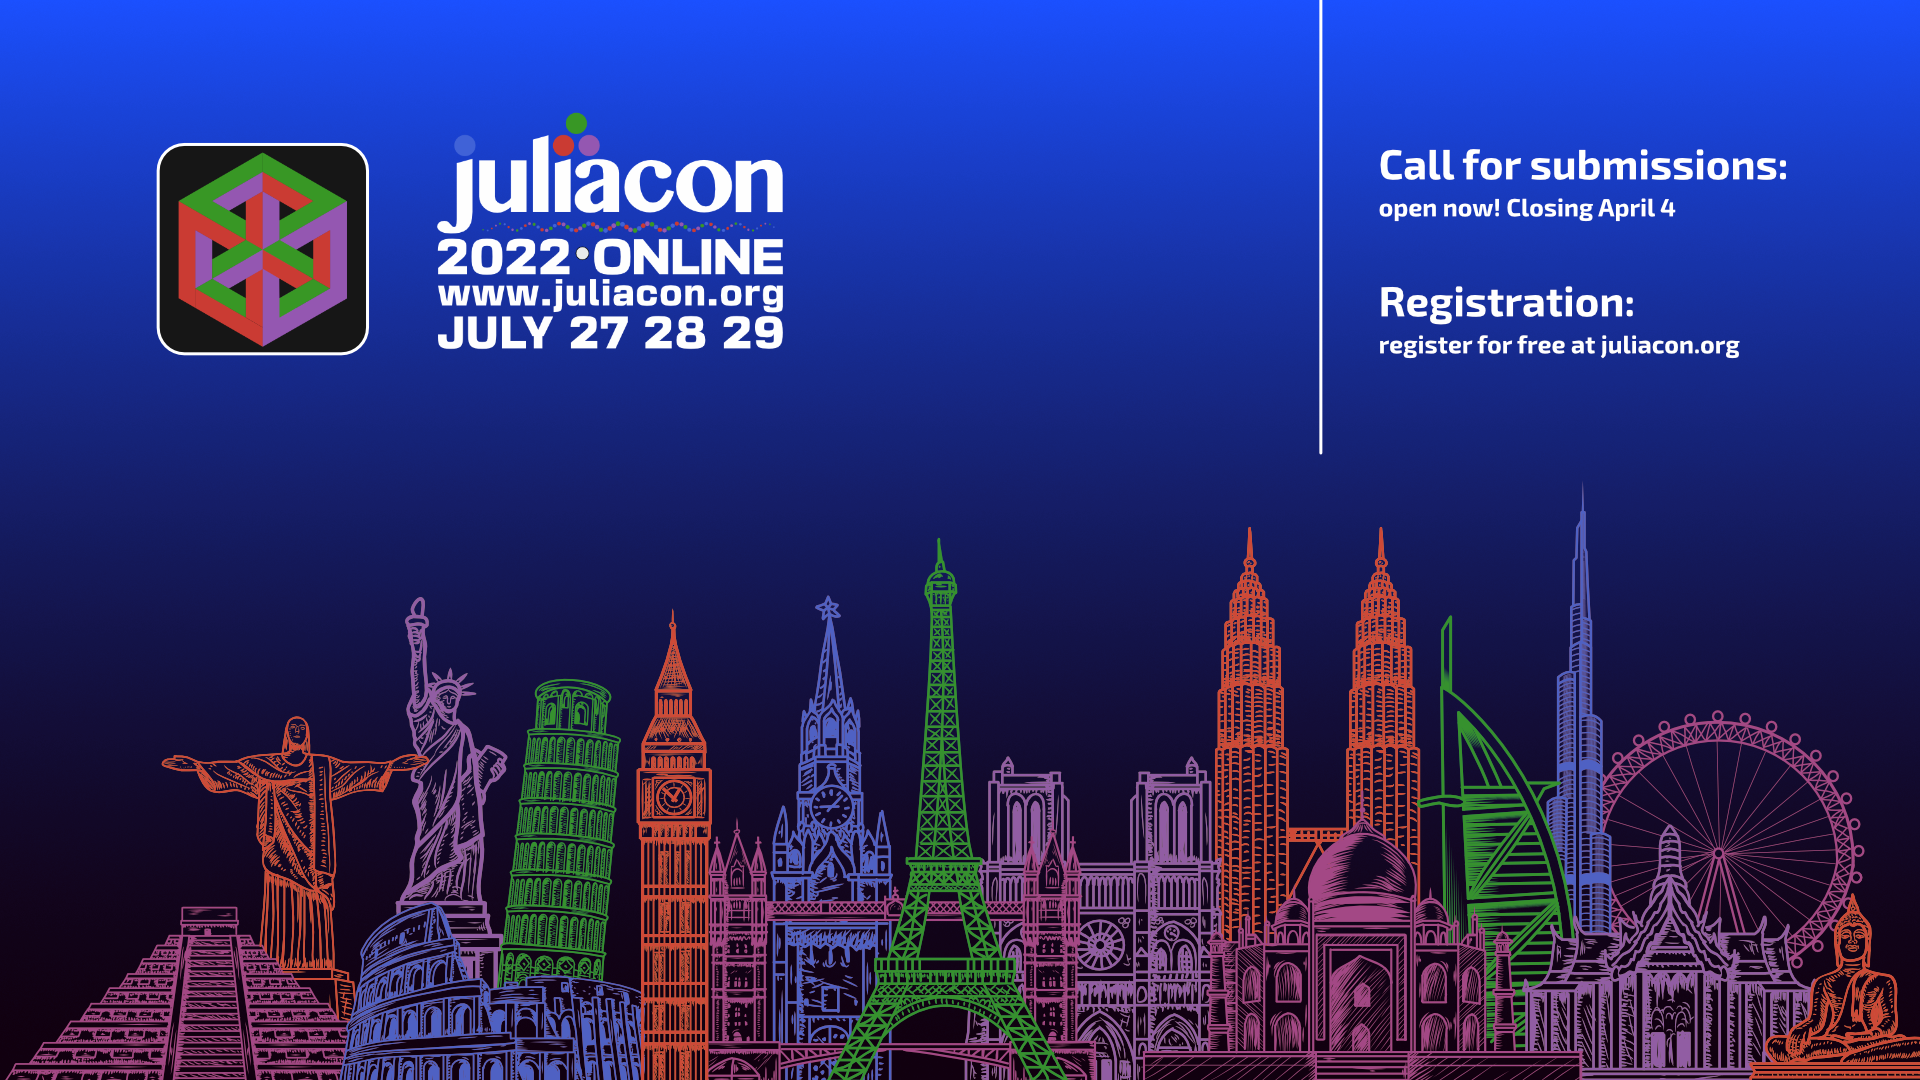 juliacon
2022 • ONLINE
www.juliacon.org
JULY 27 28 29
Call for submissions:
open now! Closing April 4
Registration:
register for free at juliacon.org